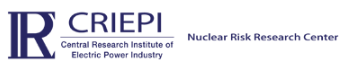 CRIEPI
Central Research Institute of
Electric Power Industry
Nuclear Risk Research Center